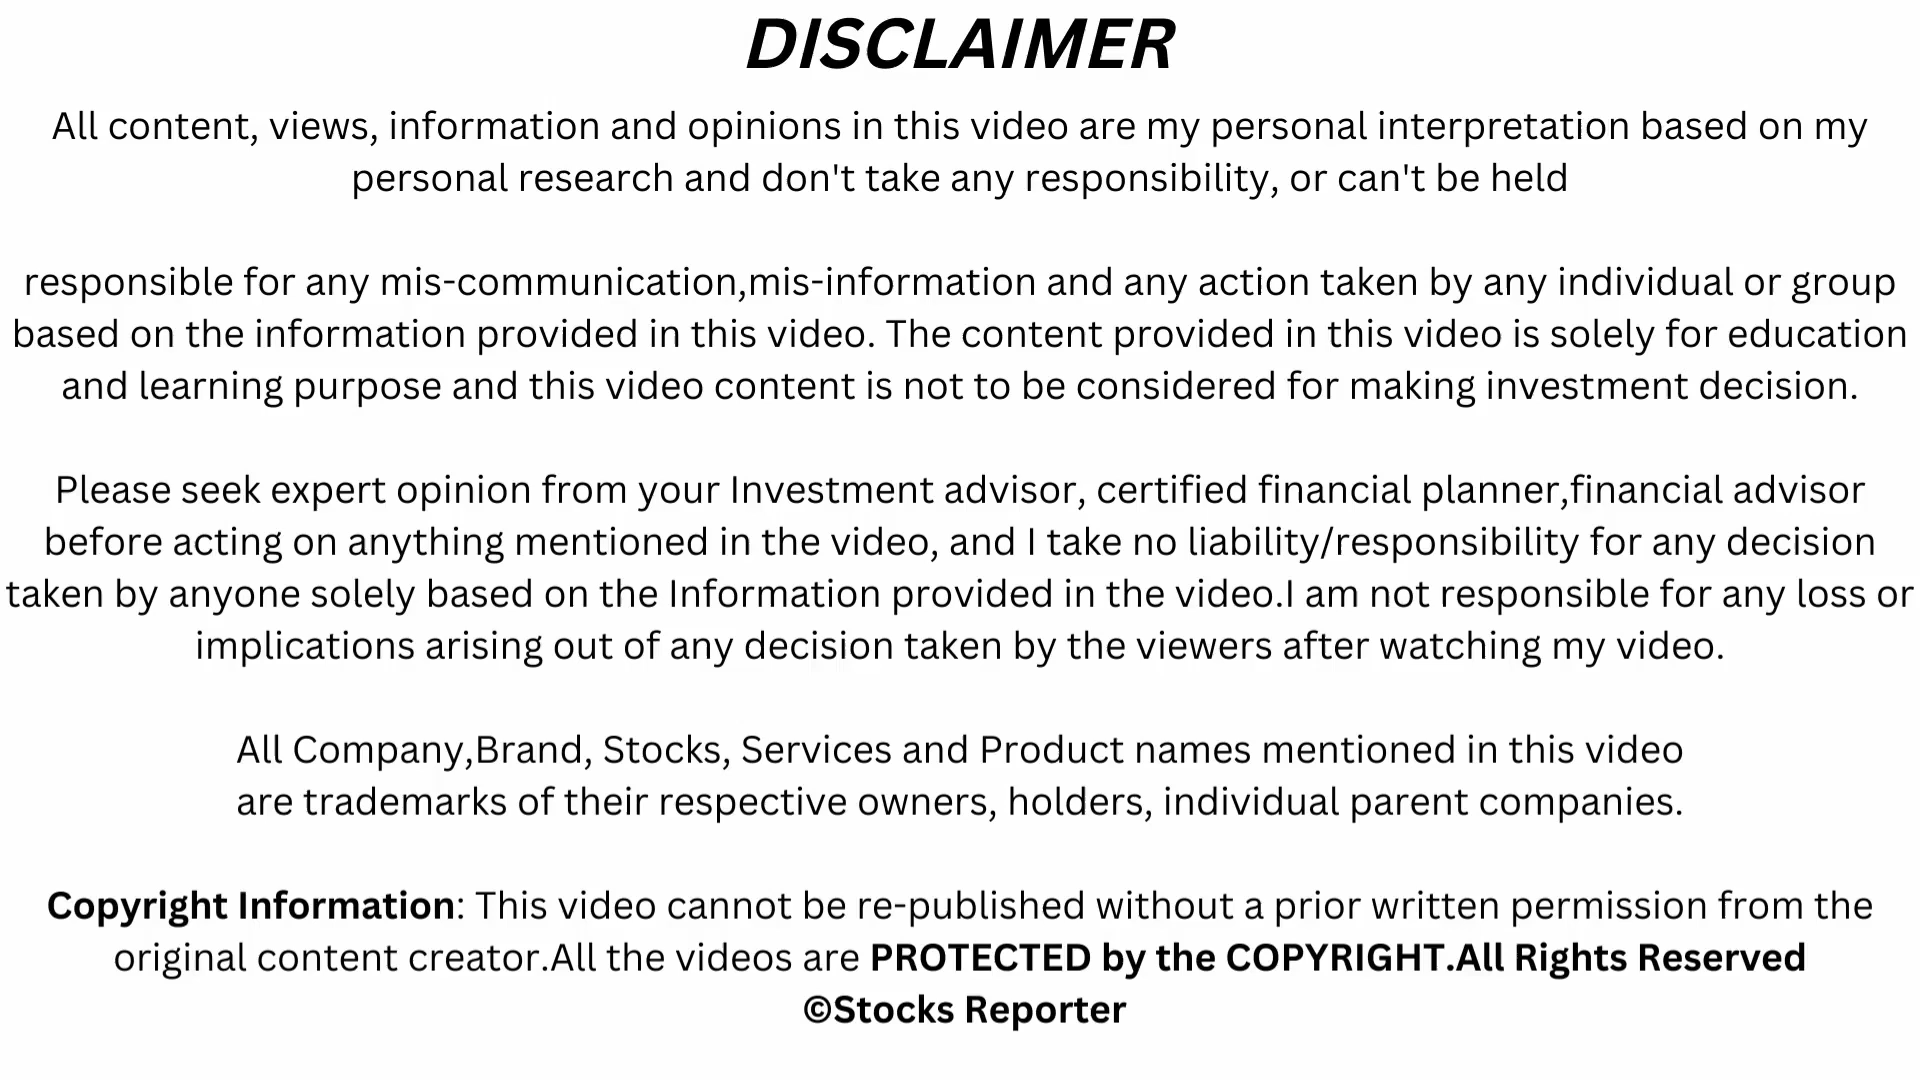 DISCLAIMER
All content, views, information and opinions in this video are my personal interpretation based on my
personal research and don't take any responsibility, or can't be held
responsible for any mis-communication,mis-information and any action taken by any individual or group
based on the information provided in this video. The content provided in this video is solely for education
and learning purpose and this video content is not to be considered for making investment decision.
Please seek expert opinion from your Investment advisor, certified financial planner,financial advisor
before acting on anything mentioned in the video, and I take no liability/responsibility for any decision
taken by anyone solely based on the Information provided in the video.I am not responsible for any loss or
implications arising out of any decision taken by the viewers after watching my video.
All Company,Brand, Stocks, Services and Product names mentioned in this video
are trademarks of their respective owners, holders, individual parent companies.
Copyright Information: This video cannot be re-published without a prior written permission from the
original content creator.All the videos are PROTECTED by the COPYRIGHT.All Rights Reserved
©Stocks Reporter